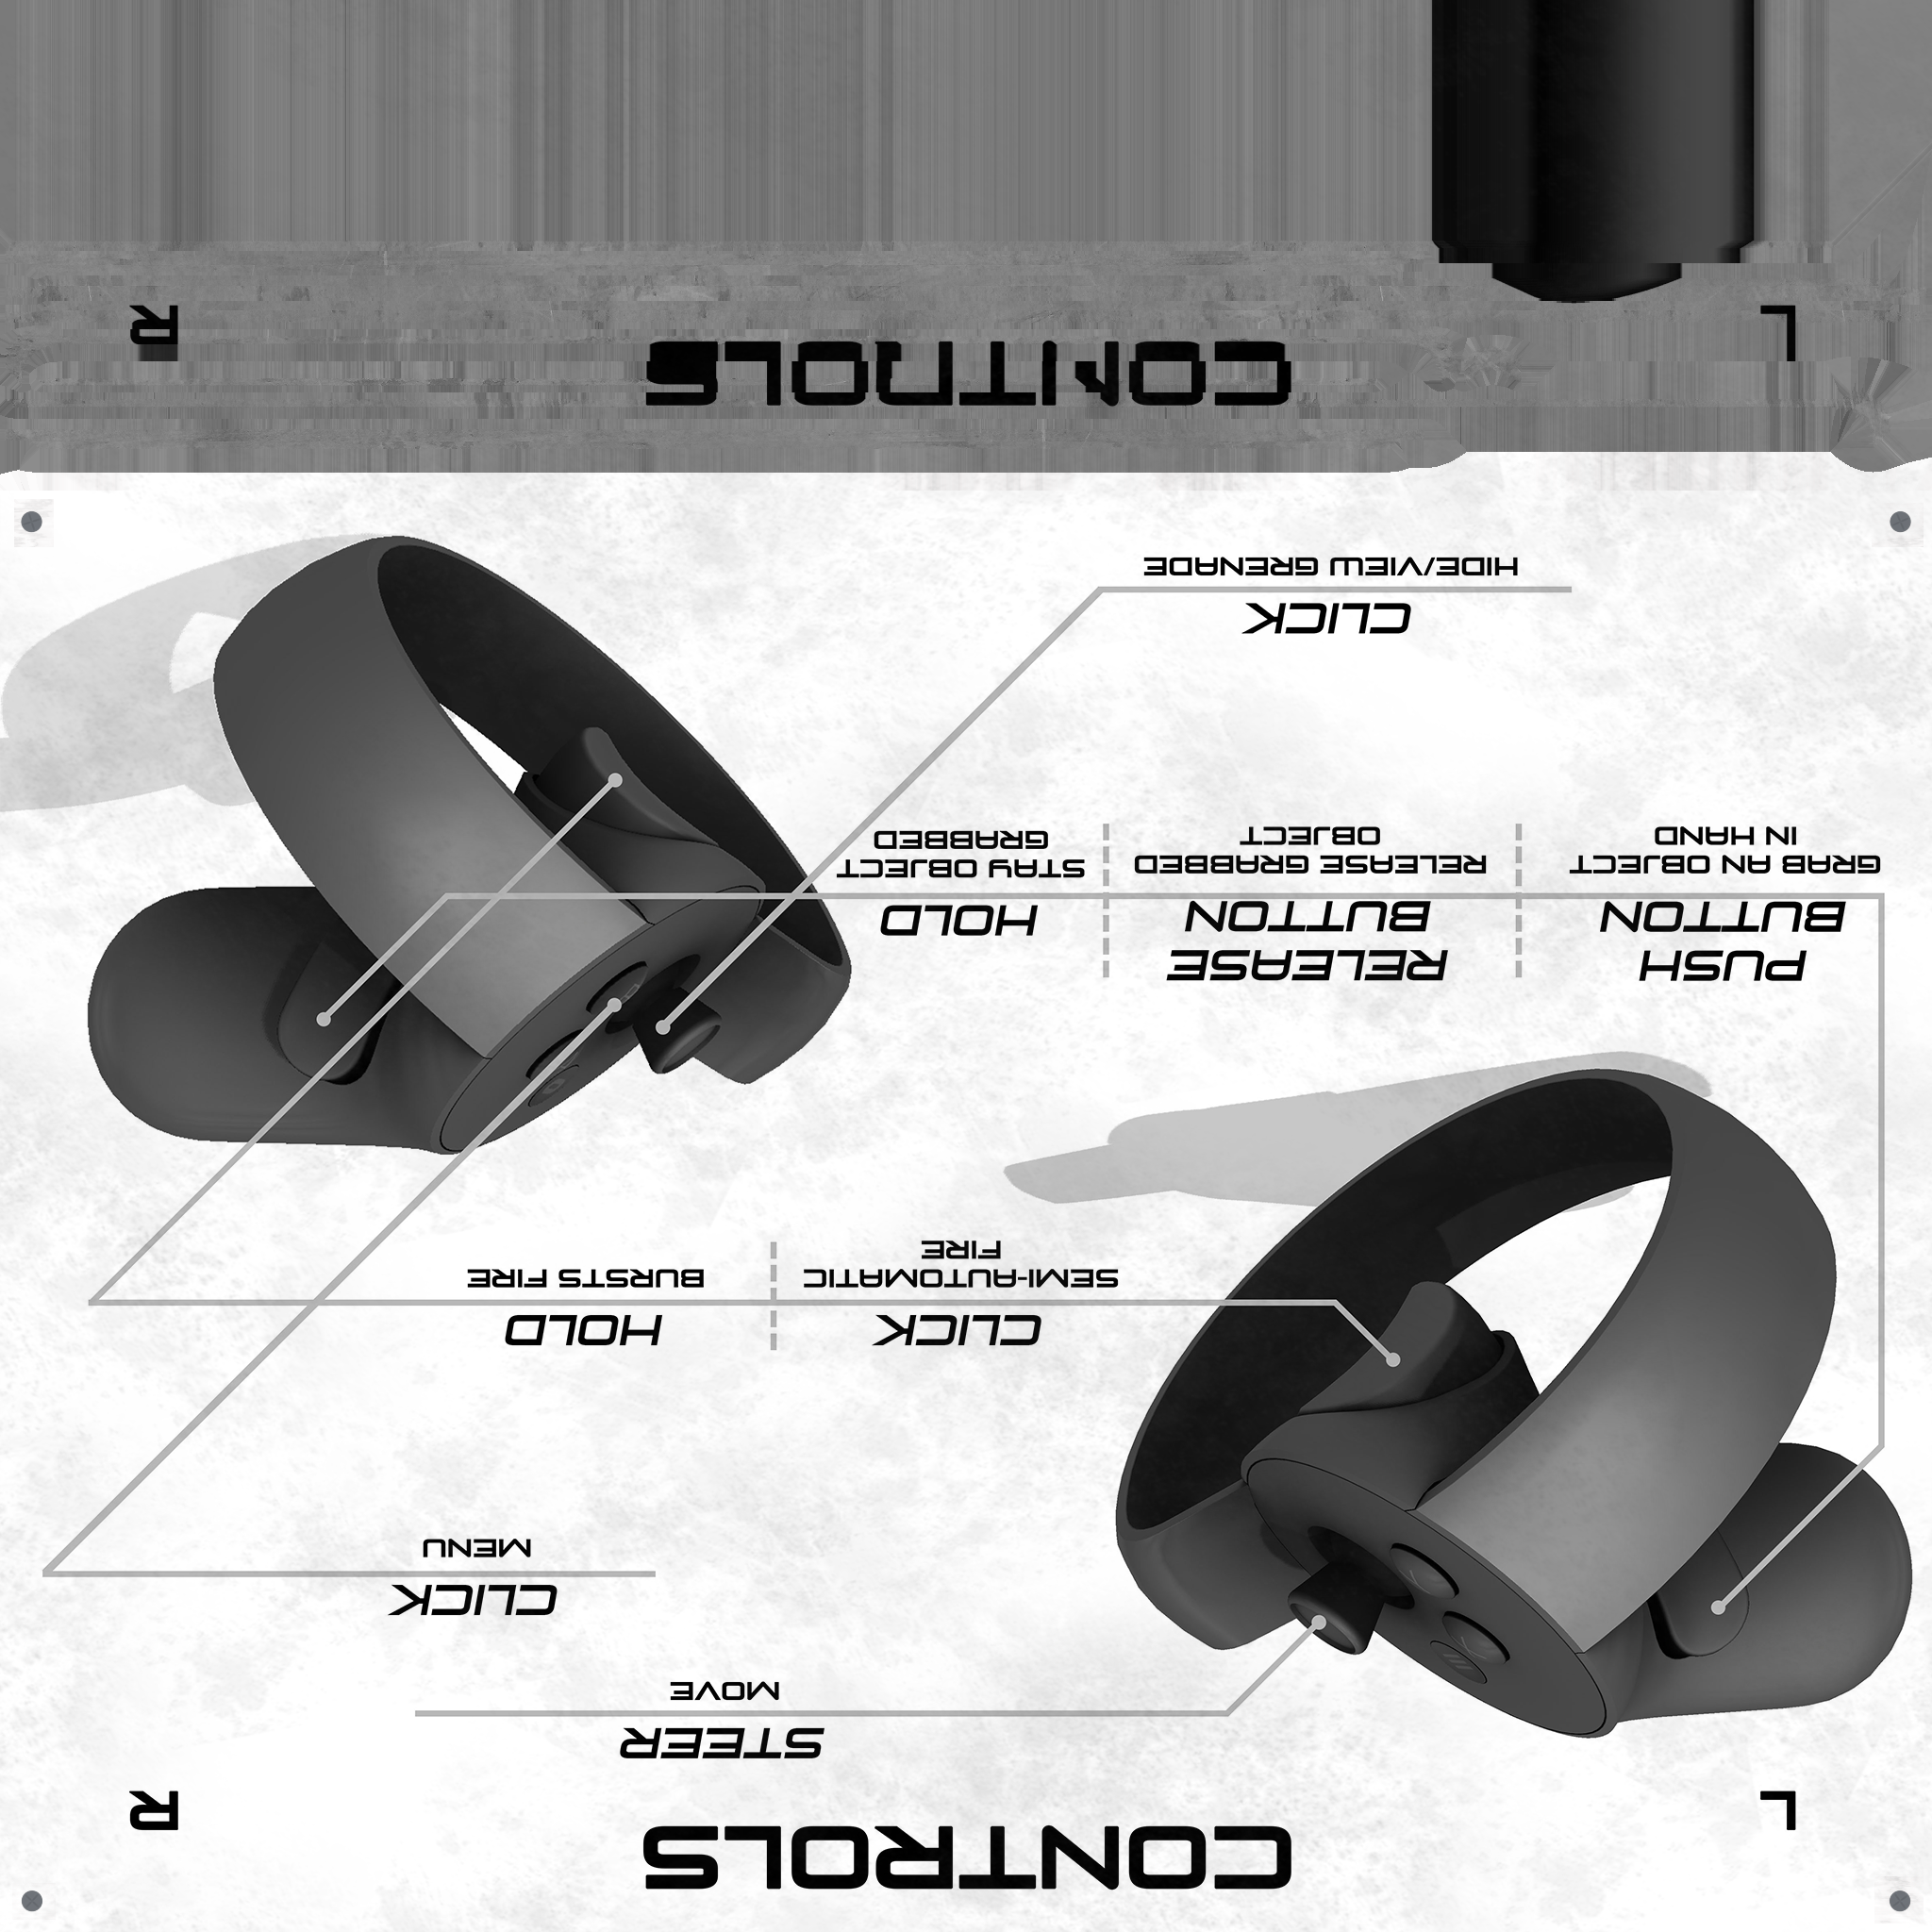 CONTROLS
L
R
STEER
MOVE
CLICK
MENU
CLICK
SEMI-AUTOMATIC
FIRE
HOLD
BURSTS FIRE
PUSH
BUTTON
GRAB AN OBJECT
IN HAND
RELEASE
BUTTON
RELEASE GRABBED
OBJECT
HOLD
STAY OBJECT
GRABBED
CLICK
HIDE/VIEW GRENADE
CONTROLS
L
R